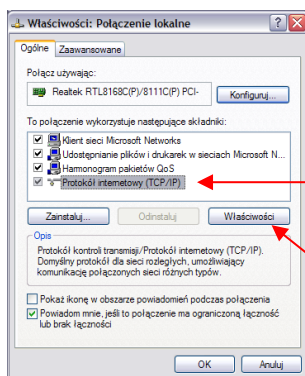 Właściwości: Połączenie lokalne
Ogólne Zaawansowane
Połącz używając:
Realtek RTL8168C(P)/8111C(P) PCI-
Konfiguruj...
To połączenie wykorzystuje następujące składniki:
Klient sieci Microsoft Networks
Udostępnianie plików i drukarek w sieciach Microsoft N...
Harmonogram pakietów QoS
Protokół internetowy (TCP/IP)
Zainstaluj... Odinstaluj Właściwości
Opis
Protokół kontroli transmisji/Protokół internetowy (TCP/IP).
Domyślny protokół dla sieci rozległych, umożliwiający
komunikację połączonych sieci różnych typów.
Pokaż ikonę w obszarze powiadomień podczas połączenia
Powiadom mnie, jeśli to połączenie ma ograniczoną łączność
lub brak łączności
OK Anuluj